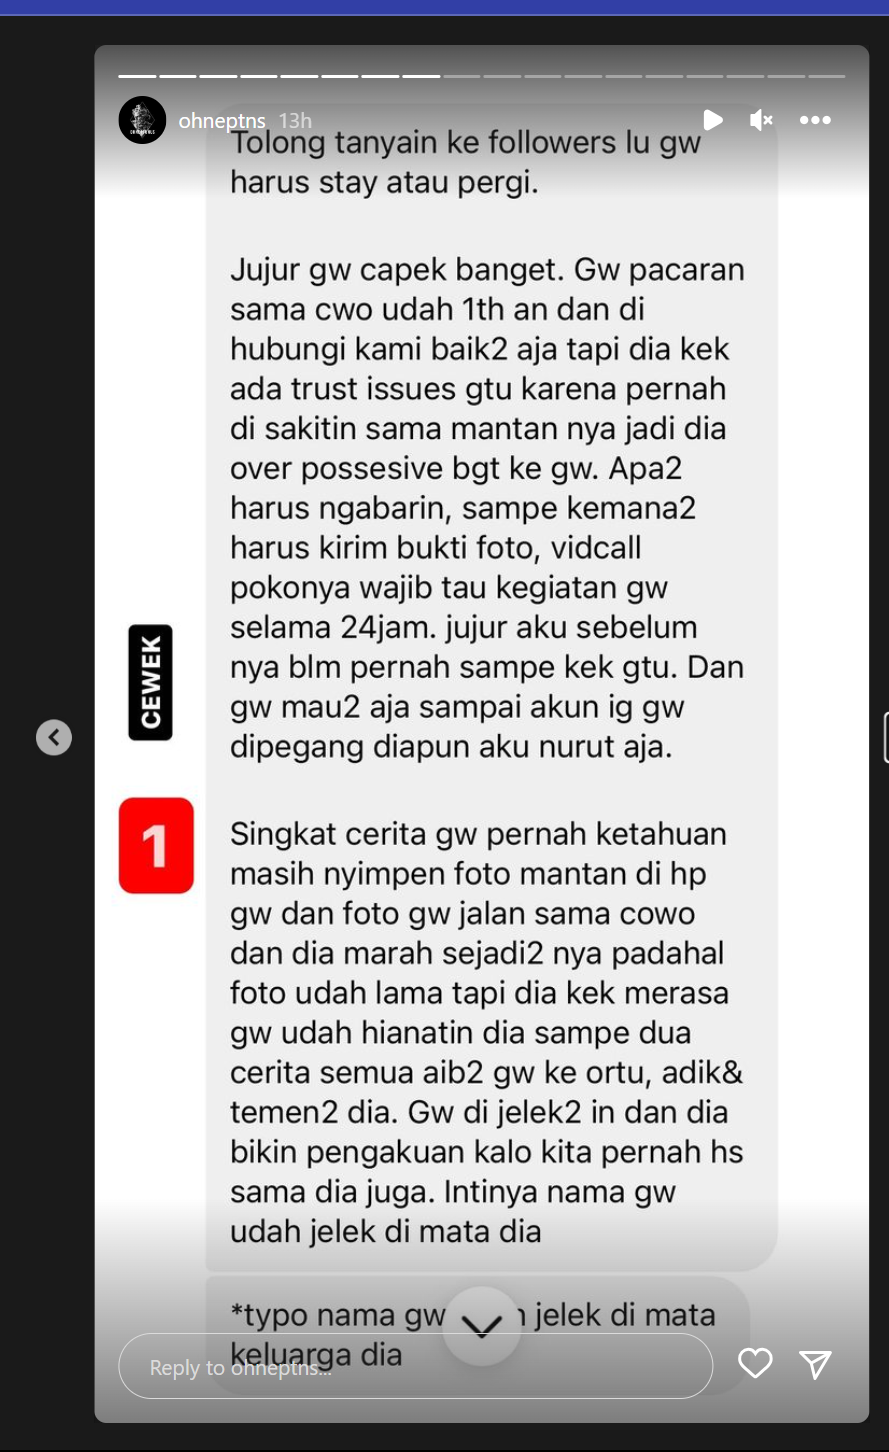 ohneptns 13h
Tolong tanyain ke followers lu gw
harus stay atau pergi.
Jujur gw capek banget. Gw pacaran
sama cwo udah 1th an dan di
hubungi kami baik2 aja tapi dia kek
ada trust issues gtu karena pernah
di sakitin sama mantan nya jadi dia
over possesive bgt ke gw. Apa2
harus ngabarin, sampe kemana2
harus kirim bukti foto, vidcall
pokonya wajib tau kegiatan gw
selama 24jam. jujur aku sebelum
nya blm pernah sampe kek gtu. Dan
gw mau2 aja sampai akun ig gw
dipegang diapun aku nurut aja.
CEWEK
1
Singkat cerita gw pernah ketahuan
masih nyimpen foto mantan di hp
gw dan foto gw jalan sama cowo
dan dia marah sejadi2 nya padahal
foto udah lama tapi dia kek merasa
gw udah hianatin dia sampe dua
cerita semua aib2 gw ke ortu, adik&
temen2 dia. Gw di jelek2 in dan dia
bikin pengakuan kalo kita pernah hs
sama dia juga. Intinya nama gw
udah jelek di mata dia
*typo nama gw jelek di mata
keluarga dia
Reply to ohneptns...